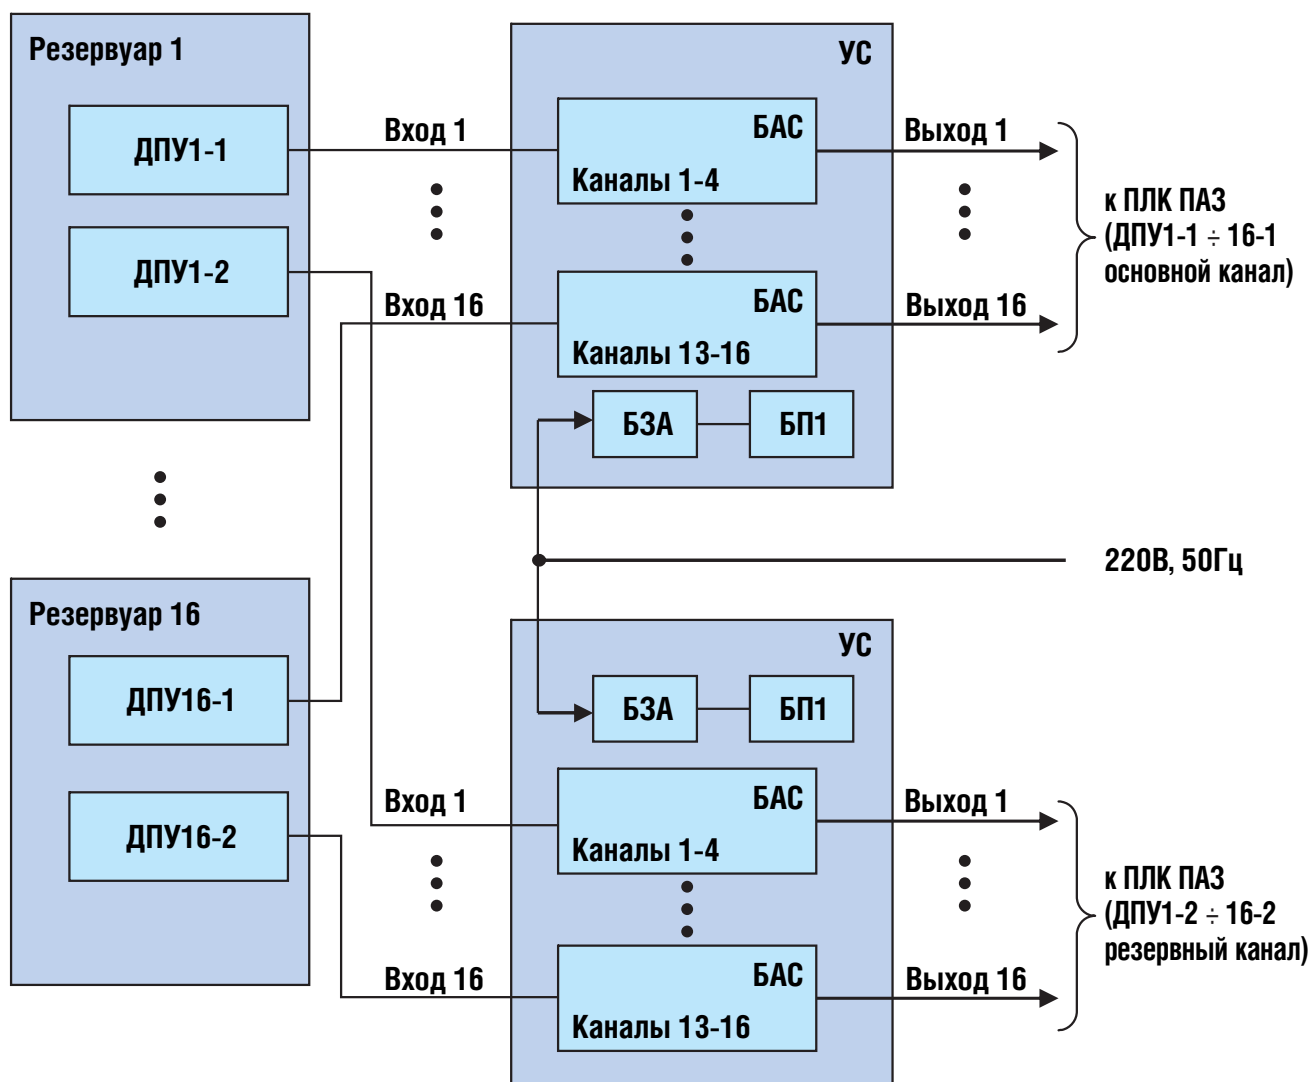 Резервуар 1
ДПУ1-1
ДПУ1-2
Вход 1
Вход 16
УС
БАС
Каналы 1-4
БАС
Каналы 13-16
БЗА
БП1
Выход 1
Выход 16
к ПЛК ПАЗ
(ДПУ1-1 ÷ 16-1
основной канал)
220В, 50Гц
Резервуар 16
ДПУ16-1
ДПУ16-2
Вход 1
Вход 16
УС
БЗА
БП1
БАС
Каналы 1-4
БАС
Каналы 13-16
Выход 1
Выход 16
к ПЛК ПАЗ
(ДПУ1-2 ÷ 16-2
резервный канал)